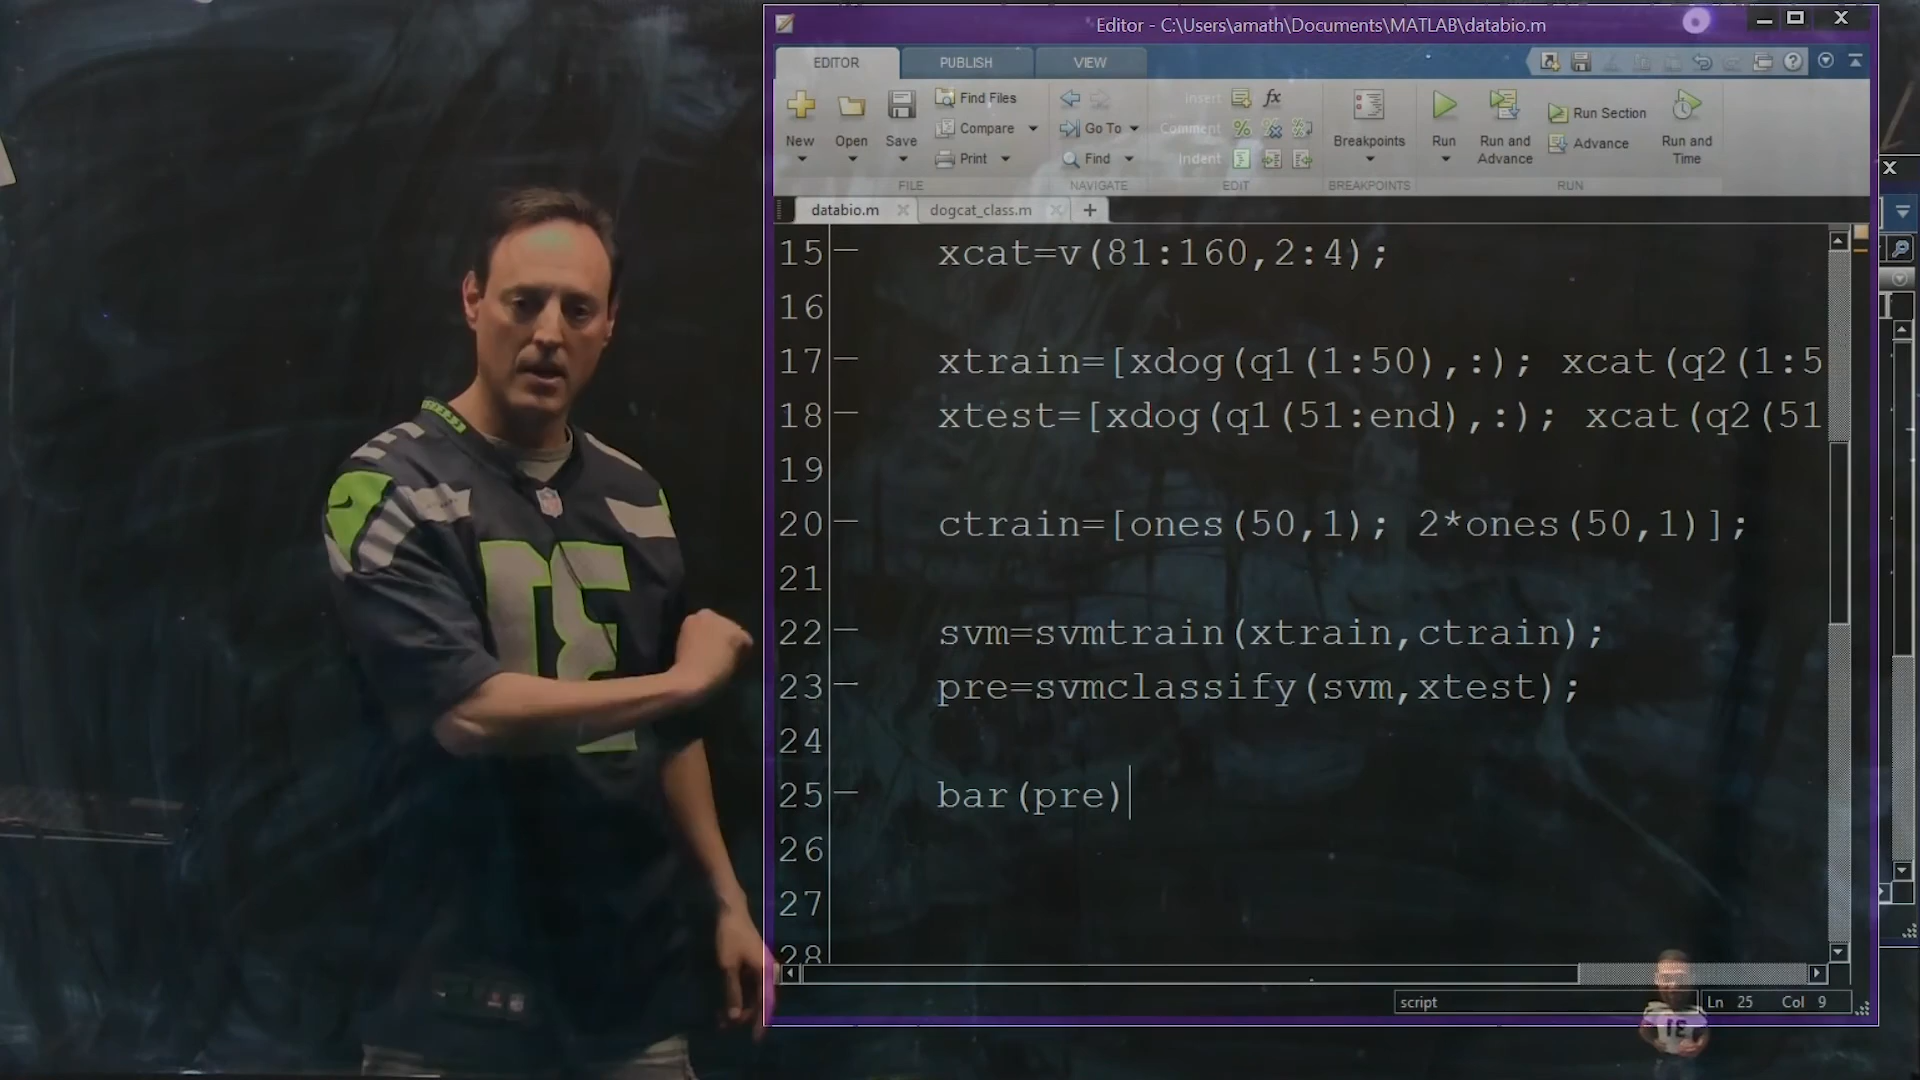 Editor - C:\Users\amath\Documents\MATLAB\databio.m
EDITOR PUBLISH VIEW
New Open Save Find Files Compare Print Go To Find Insert fx Comment Indent Breakpoints Run Run and Advance Run Section Advance Run and Time
FILE NAVIGATE EDIT BREAKPOINTS RUN
databio.m dogcat_class.m
15 xcat=v(81:160,2:4);
16
17 xtrain=[xdog(q1(1:50),:); xcat(q2(1:5
18 xtest=[xdog(q1(51:end),:); xcat(q2(51
19
20 ctrain=[ones(50,1); 2*ones(50,1)];
21
22 svm=svmtrain(xtrain,ctrain);
23 pre=svmclassify(svm,xtest);
24
25 bar(pre)
26
27
28
script Ln 25 Col 9